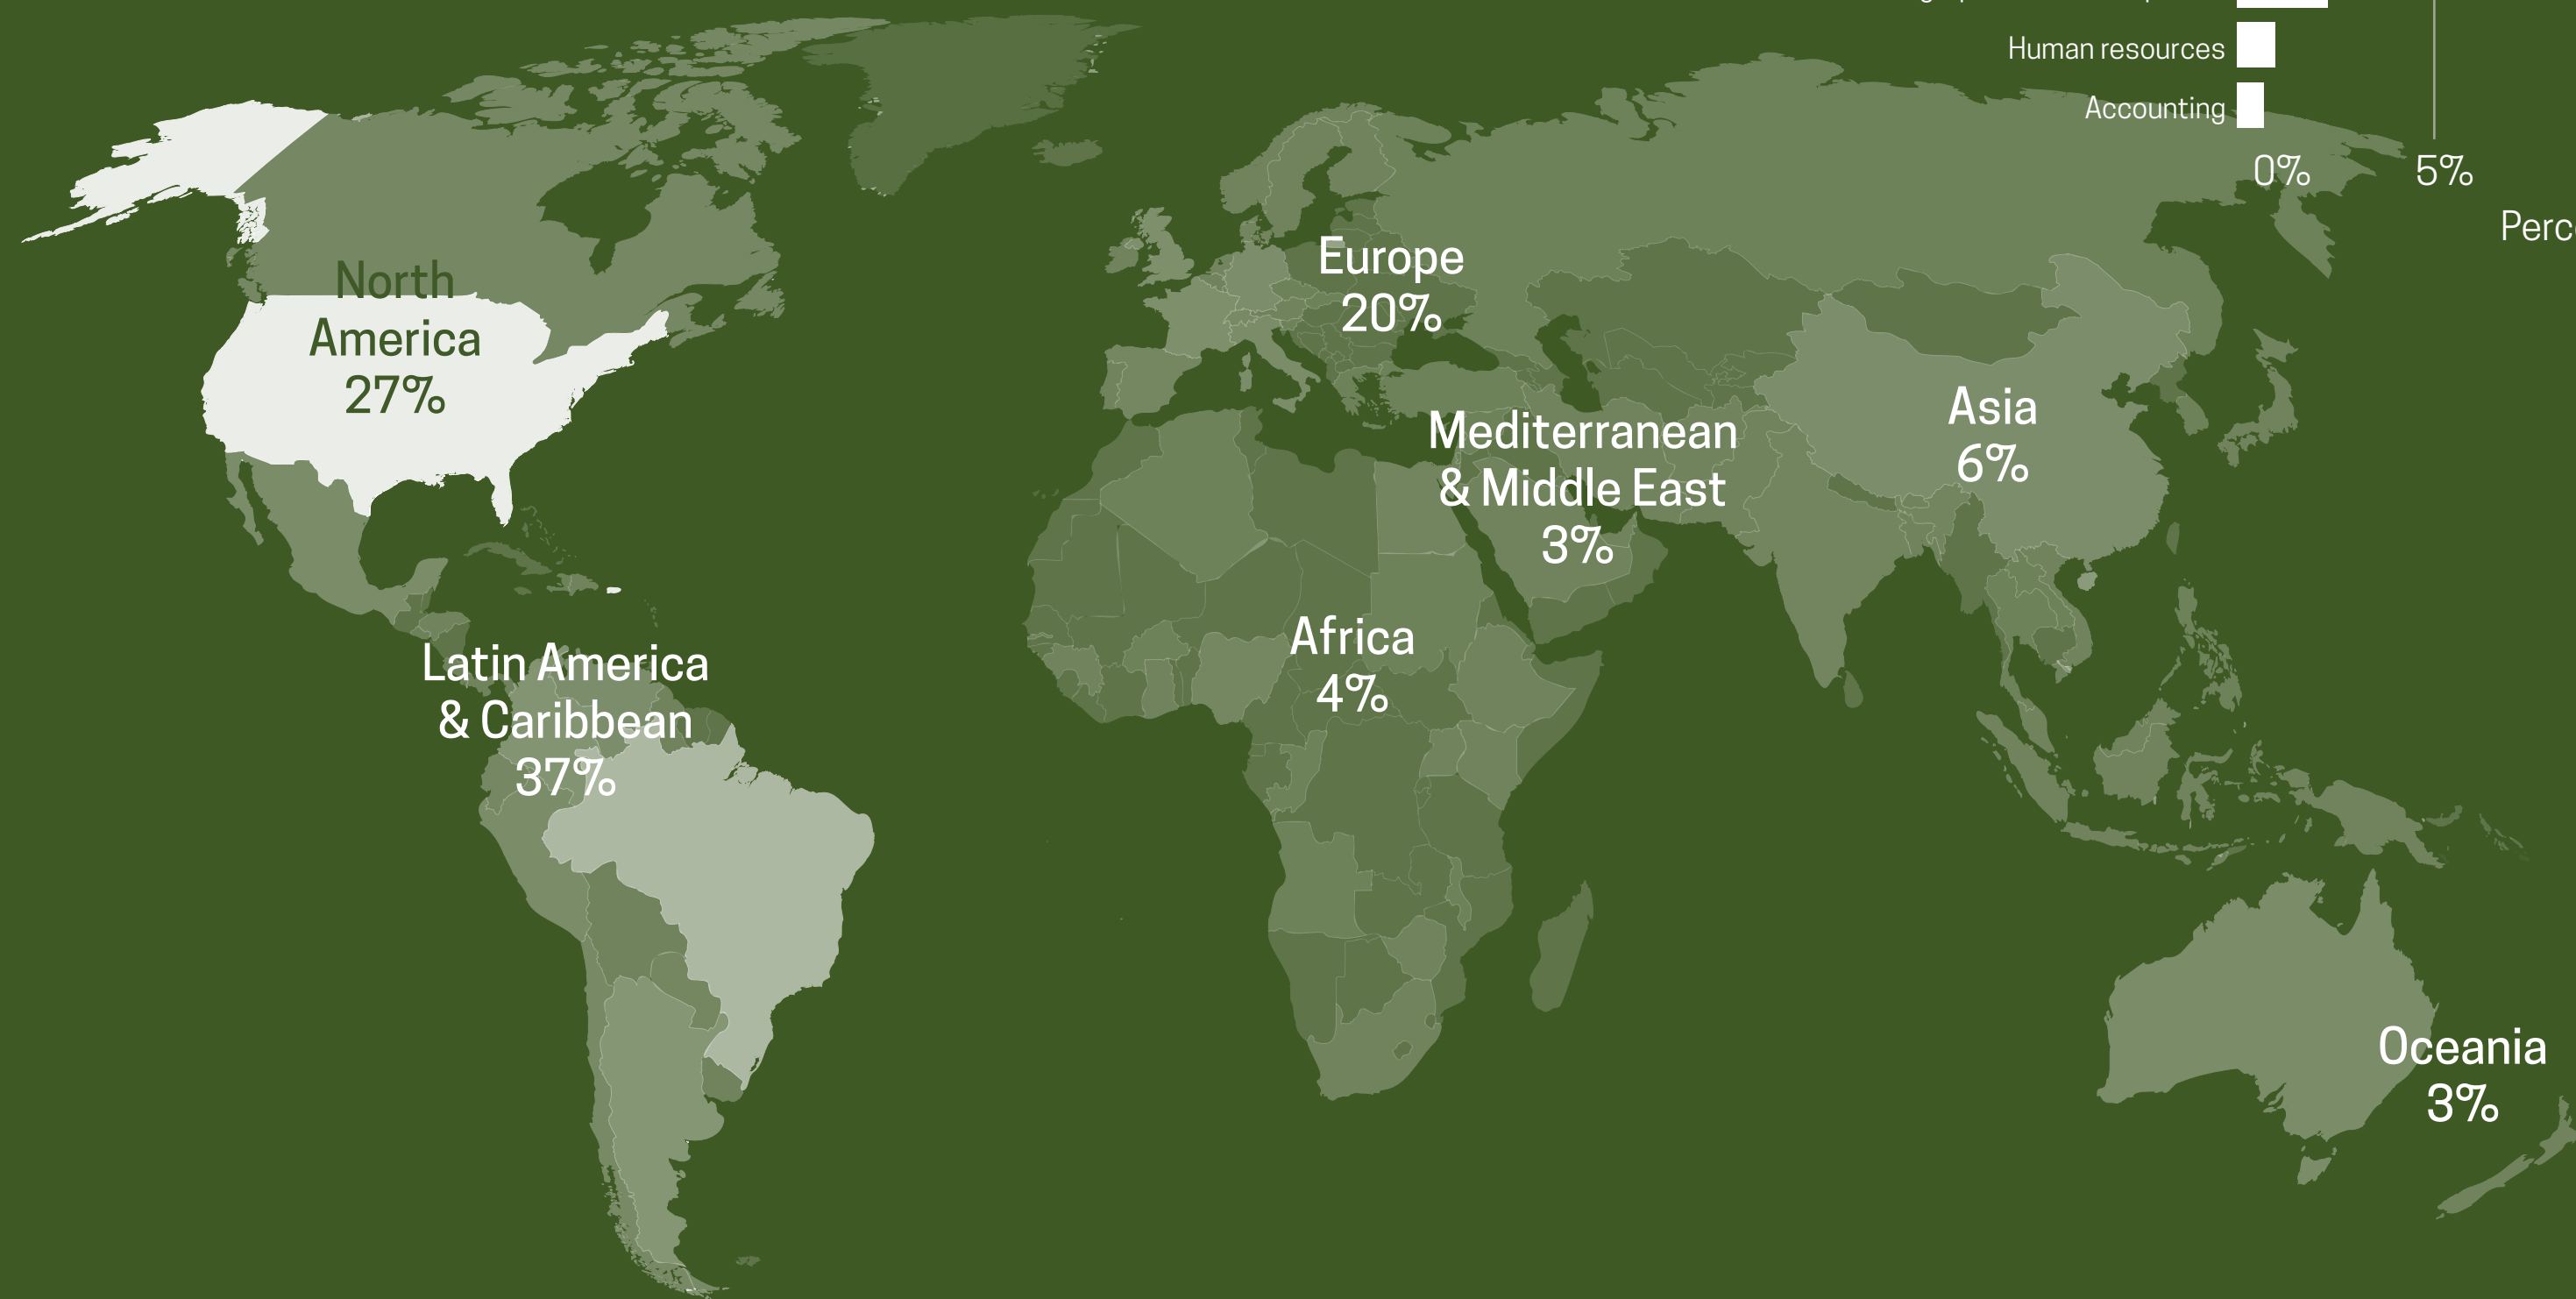 Human resources
Accounting
0% 5%
Perc
North
America
27%
Europe
20%
Mediterranean
& Middle East
3%
Asia
6%
Latin America
& Caribbean
37%
Africa
4%
Oceania
3%